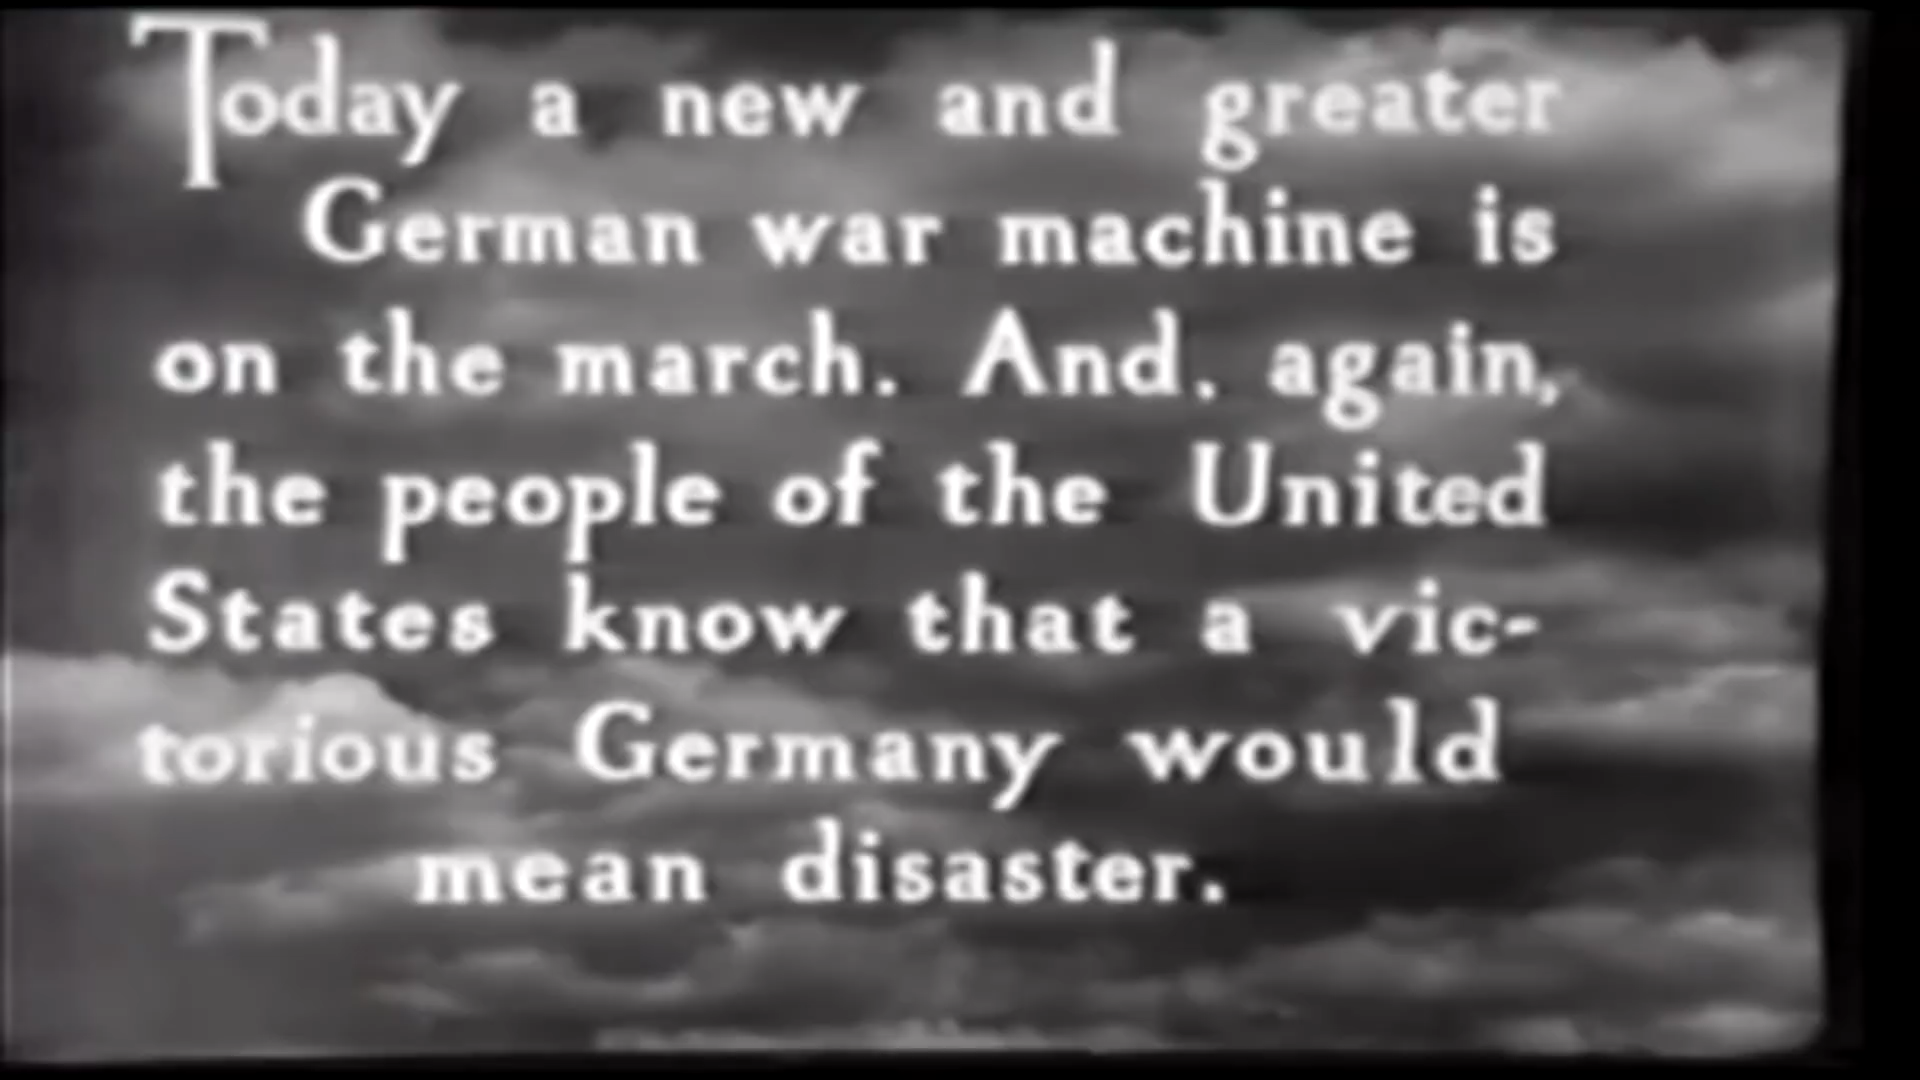 Today a new and greater
German war machine is
on the march. And, again,
the people of the United
States know that a vic-
torious Germany would
mean disaster.